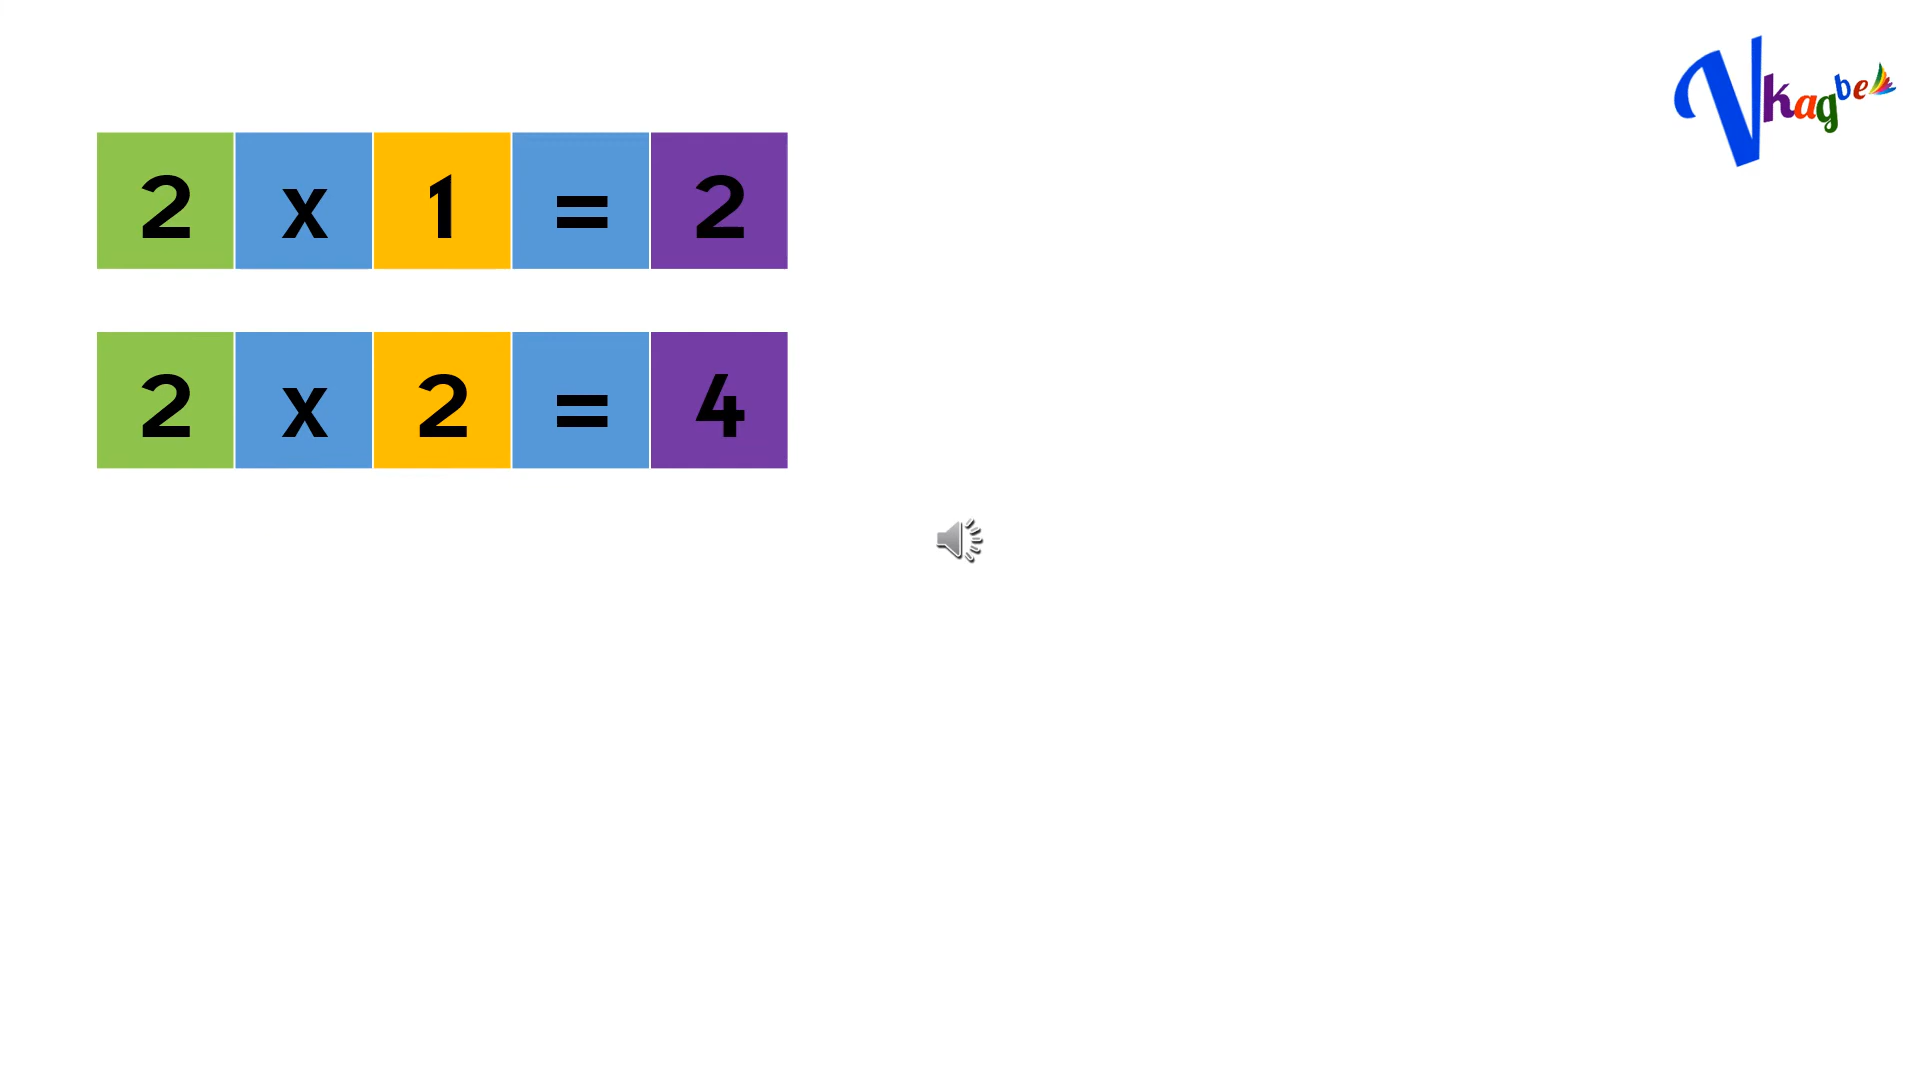 Vkagbe
2 x 1 = 2
2 x 2 = 4